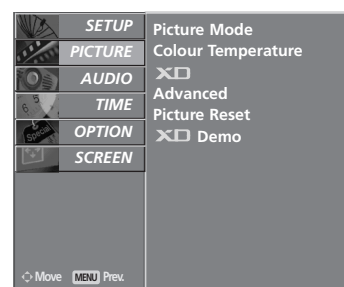 SETUP
PICTURE
AUDIO
TIME
OPTION
SCREEN
Move MENU Prev.
Picture Mode
Colour Temperature
XD
Advanced
Picture Reset
XD Demo